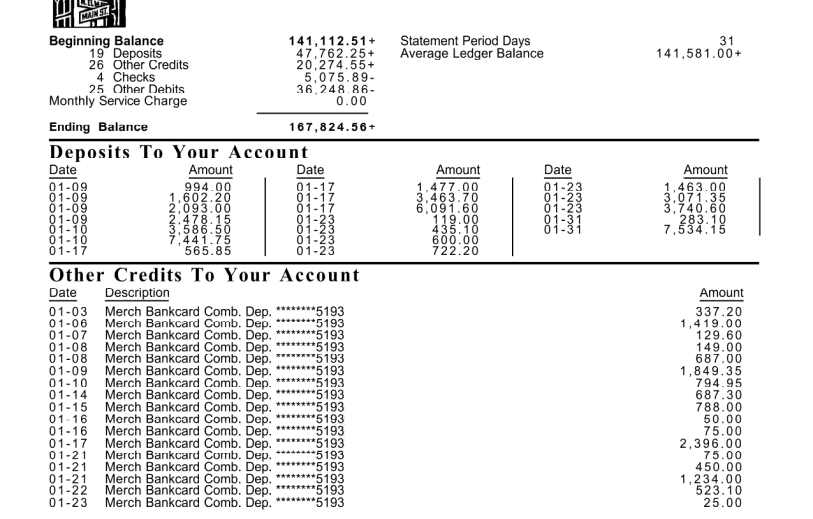 MAIN ST.
Beginning Balance 141,112.51+ Statement Period Days 31
19 Deposits 47,762.25+ Average Ledger Balance 141,581.00+
26 Other Credits 20,274.55+
4 Checks 5,075.89-
25 Other Debits 36,248.86-
Monthly Service Charge 0.00
Ending Balance 167,824.56+
Deposits To Your Account
Date Amount Date Amount Date Amount
01-09 994.00 01-17 1,477.00 01-23 1,463.00
01-09 1,602.20 01-17 3,463.70 01-23 3,071.35
01-09 2,093.00 01-17 6,091.60 01-23 3,740.60
01-09 2,478.15 01-23 119.00 01-31 283.10
01-10 3,586.50 01-23 435.10 01-31 7,534.15
01-10 7,441.75 01-23 600.00
01-17 565.85 01-23 722.20
Other Credits To Your Account
Date Description Amount
01-03 Merch Bankcard Comb. Dep. ********5193 337.20
01-06 Merch Bankcard Comb. Dep. ********5193 1,419.00
01-07 Merch Bankcard Comb. Dep. ********5193 129.60
01-08 Merch Bankcard Comb. Dep. ********5193 149.00
01-08 Merch Bankcard Comb. Dep. ********5193 687.00
01-09 Merch Bankcard Comb. Dep. ********5193 1,849.35
01-10 Merch Bankcard Comb. Dep. ********5193 794.95
01-14 Merch Bankcard Comb. Dep. ********5193 687.30
01-15 Merch Bankcard Comb. Dep. ********5193 788.00
01-16 Merch Bankcard Comb. Dep. ********5193 50.00
01-16 Merch Bankcard Comb. Dep. ********5193 75.00
01-17 Merch Bankcard Comb. Dep. ********5193 2,396.00
01-21 Merch Bankcard Comb. Dep. ********5193 75.00
01-21 Merch Bankcard Comb. Dep. ********5193 450.00
01-21 Merch Bankcard Comb. Dep. ********5193 1,234.00
01-22 Merch Bankcard Comb. Dep. ********5193 523.10
01-23 Merch Bankcard Comb. Dep. ********5193 25.00